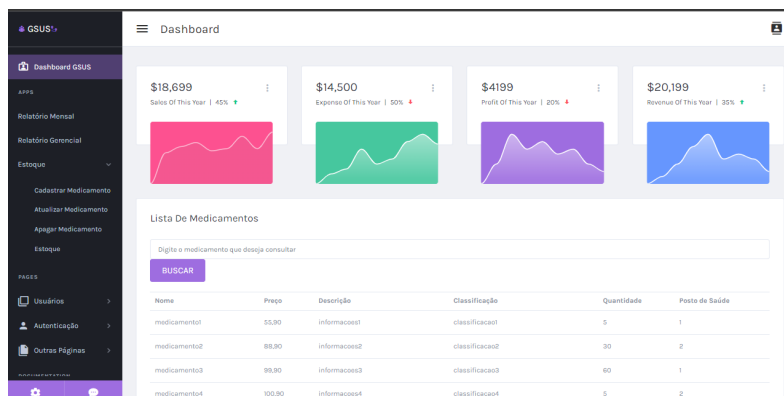 GSUS
Dashboard
Dashboard GSUS
APPS
Relatório Mensal
Relatório Gerencial
Estoque
Cadastrar Medicamento
Atualizar Medicamento
Apagar Medicamento
Estoque
PAGES
Usuários
Autenticação
Outras Páginas
DOCUMENTATION
$18,699
Sales Of This Year | 45%
$14,500
Expense Of This Year | 50%
$4199
Profit Of This Year | 20%
$20,199
Revenue Of This Year | 35%
Lista De Medicamentos
Digite o medicamento que deseja consultar
BUSCAR
Nome Preço Descrição Classificação Quantidade Posto de Saúde
medicamento1 55,90 informacoes1 classificacao1 5 1
medicamento2 88,90 informacoes2 classificacao2 30 2
medicamento3 99,90 informacoes3 classificacao3 60 1
medicamento4 100,90 informacoes4 classificacao4 5 2